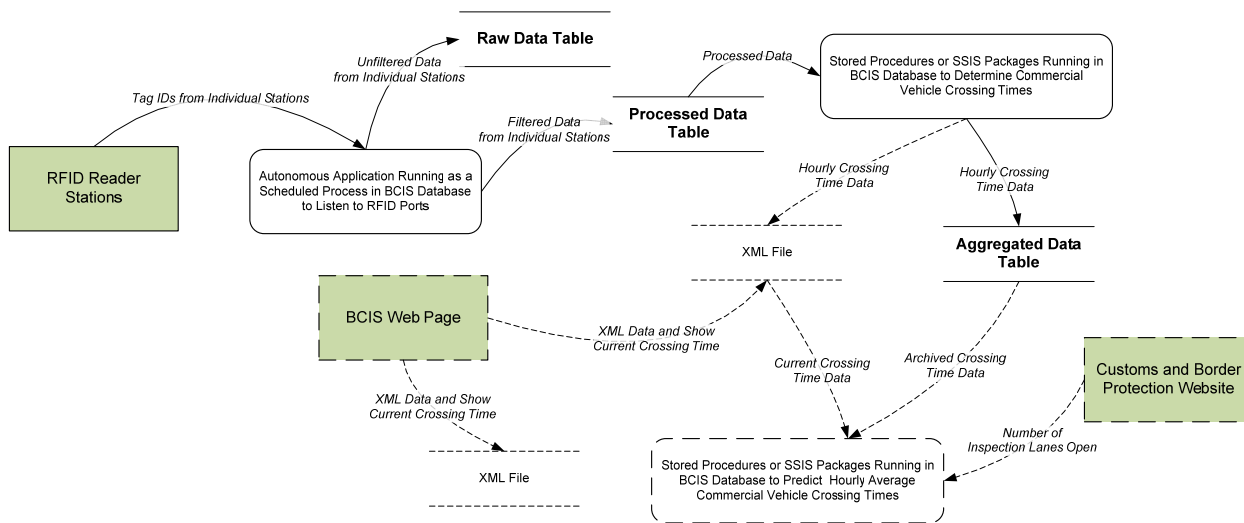 Raw Data Table
Unfiltered Data
from Individual Stations
Tag IDs from Individual Stations
Processed Data
Stored Procedures or SSIS Packages Running in
BCIS Database to Determine Commercial
Vehicle Crossing Times
Processed Data
Table
Filtered Data
from Individual Stations
RFID Reader
Stations
Autonomous Application Running as a
Scheduled Process in BCIS Database
to Listen to RFID Ports
Hourly Crossing
Time Data
Hourly Crossing
Time Data
XML File
Aggregated Data
Table
BCIS Web Page
XML Data and Show
Current Crossing Time
Current Crossing
Time Data
Archived Crossing
Time Data
Customs and Border
Protection Website
XML Data and Show
Current Crossing Time
Number of
Inspection Lanes Open
XML File
Stored Procedures or SSIS Packages Running in
BCIS Database to Predict Hourly Average
Commercial Vehicle Crossing Times